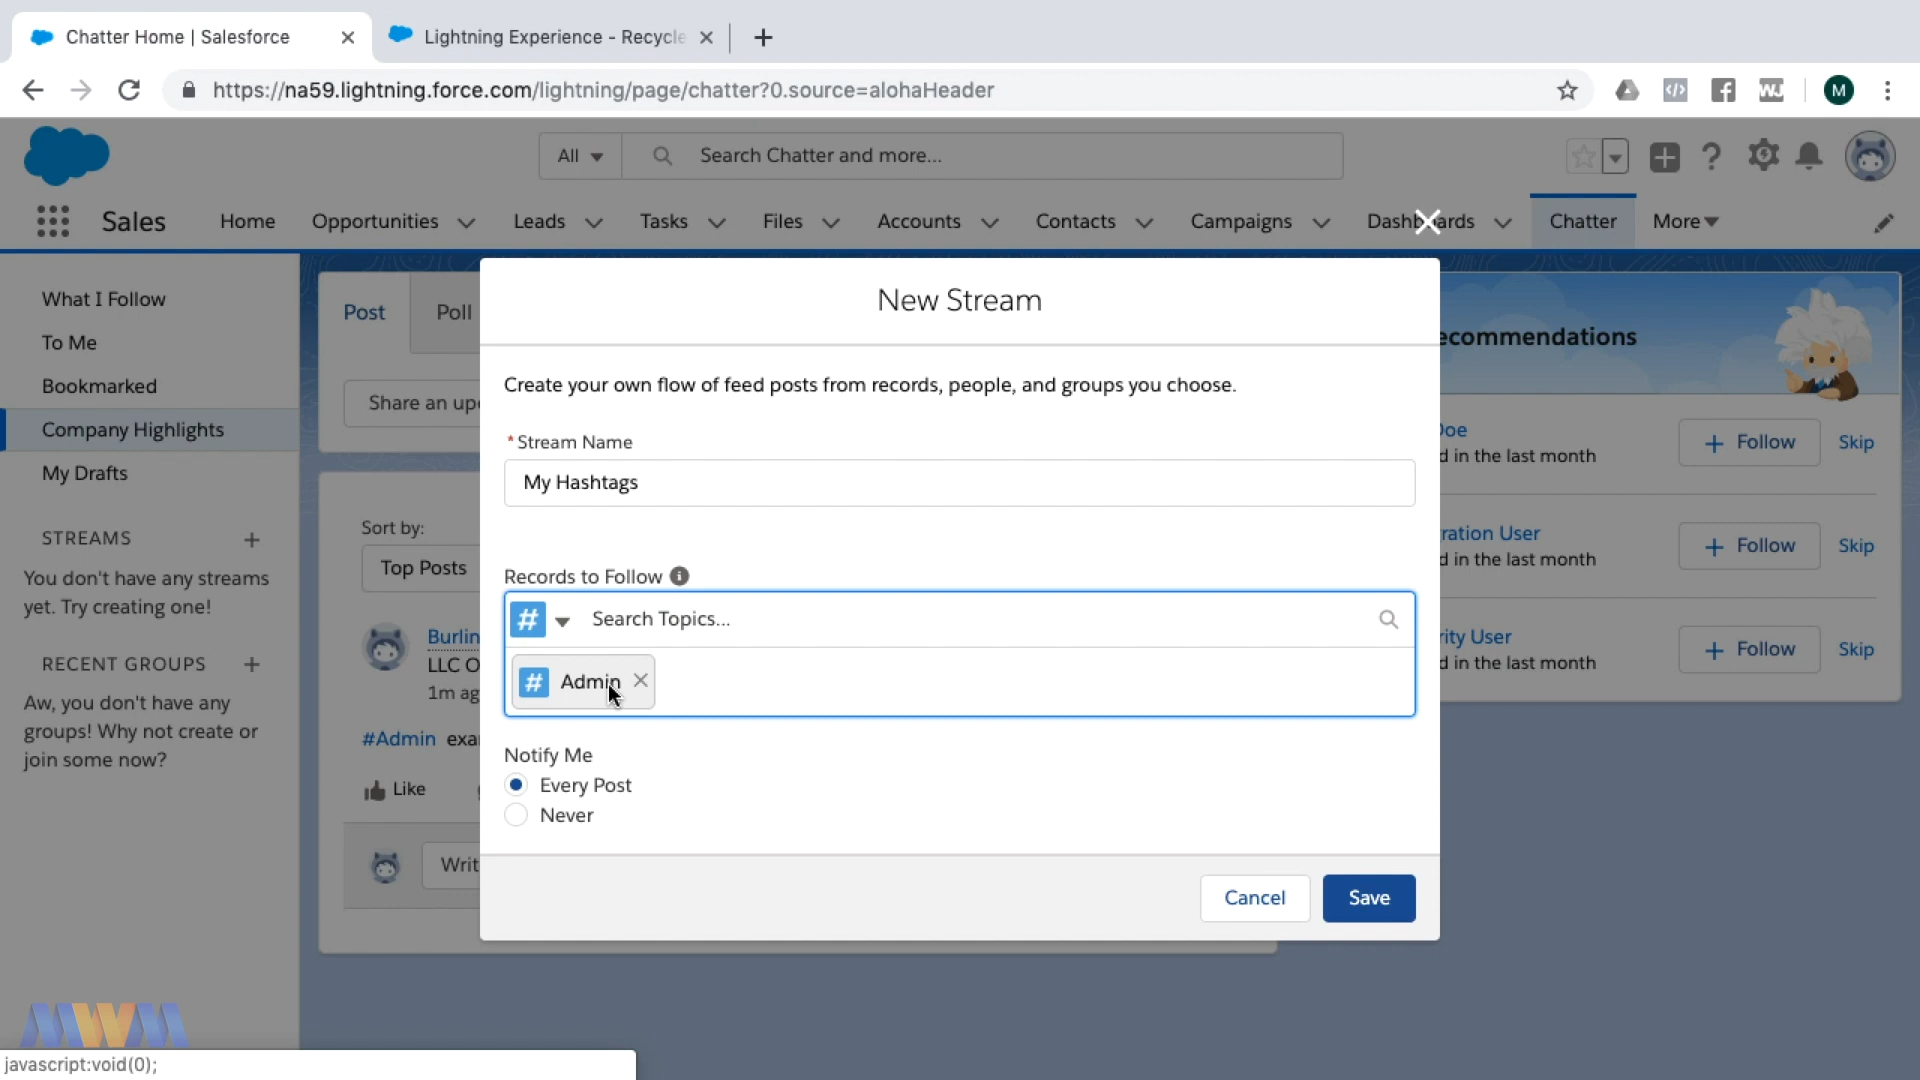 Chatter Home | Salesforce
Lightning Experience - Recycle
https://na59.lightning.force.com/lightning/page/chatter?0.source=alohaHeader
WJ
M
All
Search Chatter and more...
Sales
Home
Opportunities
Leads
Tasks
Files
Accounts
Contacts
Campaigns
Dashboards
Chatter
More
What I Follow
To Me
Bookmarked
Company Highlights
My Drafts
STREAMS
You don't have any streams
yet. Try creating one!
RECENT GROUPS
Aw, you don't have any
groups! Why not create or
join some now?
Post
Poll
Share an up
Sort by:
Top Posts
Burlin
LLC O
1m ag
#Admin exa
Like
Writ
New Stream
Create your own flow of feed posts from records, people, and groups you choose.
*Stream Name
My Hashtags
Records to Follow
# Search Topics...
# Admin
Notify Me
Every Post
Never
Cancel
Save
ecommendations
Doe
d in the last month
+ Follow
Skip
ration User
d in the last month
+ Follow
Skip
rity User
d in the last month
+ Follow
Skip
MWM
javascript:void(0);